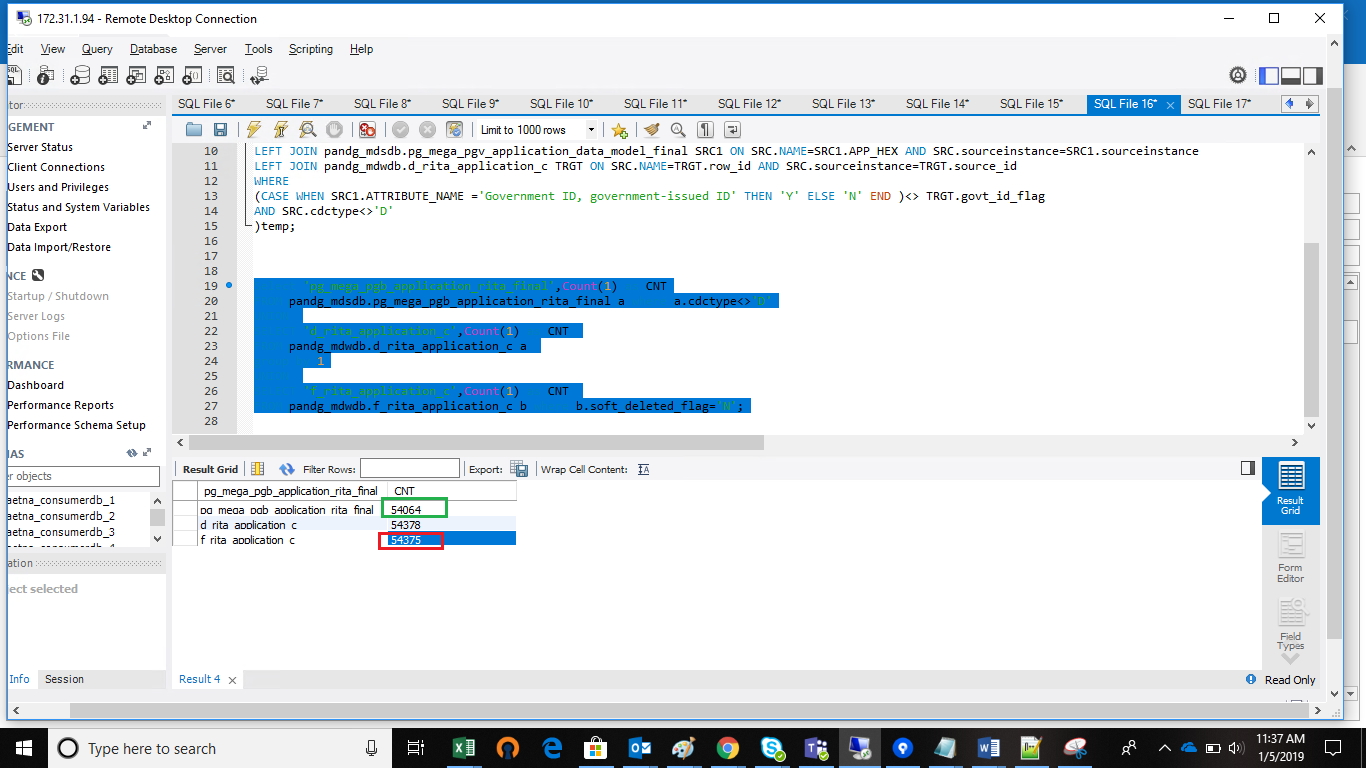 172.31.1.94 - Remote Desktop Connection
Edit View Query Database Server Tools Scripting Help
SQL File 6* SQL File 7* SQL File 8* SQL File 9* SQL File 10* SQL File 11* SQL File 12* SQL File 13* SQL File 14* SQL File 15* SQL File 16* SQL File 17*
Limit to 1000 rows
GEMENT
Server Status
Client Connections
Users and Privileges
Status and System Variables
Data Export
Data Import/Restore
NCE
Startup / Shutdown
Server Logs
Options File
RMANCE
Dashboard
Performance Reports
Performance Schema Setup
AS
er objects
aetna_consumerdb_1
aetna_consumerdb_2
aetna_consumerdb_3
ation
ect selected
Info Session
10 LEFT JOIN pandg_mdsdb.pg_mega_pgv_application_data_model_final SRC1 ON SRC.NAME=SRC1.APP_HEX AND SRC.sourceinstance=SRC1.sourceinstance
11 LEFT JOIN pandg_mdwdb.d_rita_application_c TRGT ON SRC.NAME=TRGT.row_id AND SRC.sourceinstance=TRGT.source_id
12 WHERE
13 (CASE WHEN SRC1.ATTRIBUTE_NAME ='Government ID, government-issued ID' THEN 'Y' ELSE 'N' END )<> TRGT.govt_id_flag
14 AND SRC.cdctype<>'D'
15 )temp;
16
17
18
19 'pg_mega_pgb_application_rita_final',Count(1) CNT
20 pandg_mdsdb.pg_mega_pgb_application_rita_final a a.cdctype<>'D'
21
22 'd_rita_application_c',Count(1) CNT
23 pandg_mdwdb.d_rita_application_c a
24 1
25
26 'f_rita_application_c',Count(1) CNT
27 pandg_mdwdb.f_rita_application_c b b.soft_deleted_flag= ;
28
Result Grid Filter Rows: Export: Wrap Cell Content:
pg_mega_pgb_application_rita_final CNT
pg_mega_pgb_application_rita_final 54064
d_rita_application_c 54378
f_rita_application_c 54375
Result Grid
Form Editor
Field Types
Result 4
Read Only
Type here to search
11:37 AM
1/5/2019